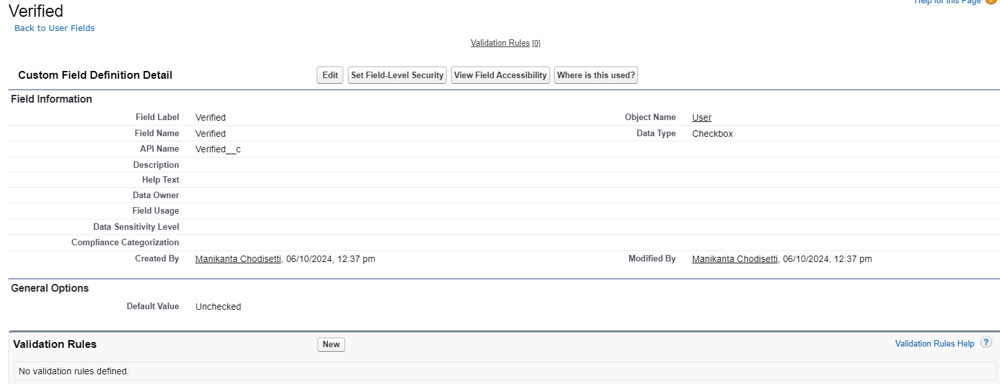 Help for this Page
Verified
Back to User Fields
Validation Rules [0]
Custom Field Definition Detail Edit Set Field-Level Security View Field Accessibility Where is this used?
Field Information
Field Label Verified Object Name User
Field Name Verified Data Type Checkbox
API Name Verified__c
Description
Help Text
Data Owner
Field Usage
Data Sensitivity Level
Compliance Categorization
Created By Manikanta Chodisetti, 06/10/2024, 12:37 pm Modified By Manikanta Chodisetti, 06/10/2024, 12:37 pm
General Options
Default Value Unchecked
Validation Rules New Validation Rules Help ?
No validation rules defined.